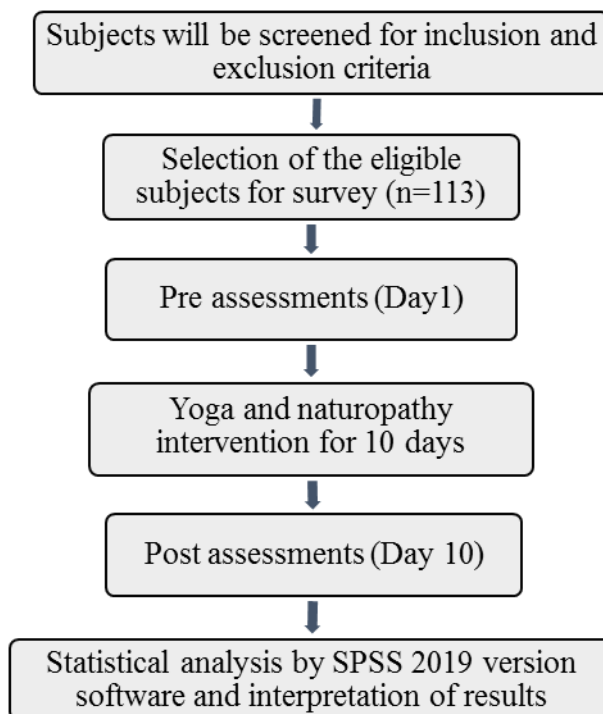 Subjects will be screened for inclusion and
exclusion criteria
Selection of the eligible
subjects for survey (n=113)
Pre assessments (Day1)
Yoga and naturopathy
intervention for 10 days
Post assessments (Day 10)
Statistical analysis by SPSS 2019 version
software and interpretation of results